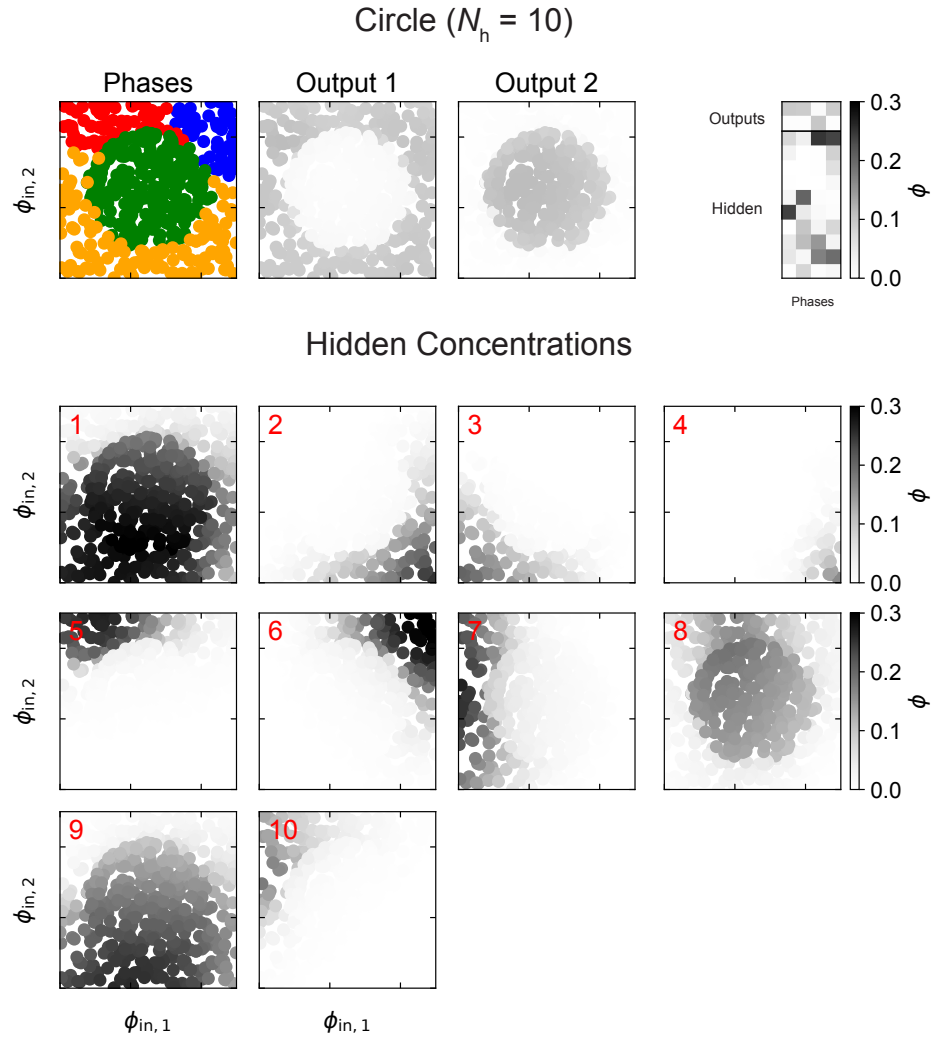 Circle (N_h = 10)
Phases
Output 1
Output 2
ϕ_in, 2
Outputs
Hidden
Phases
0.3
0.2
0.1
0.0
ϕ
Hidden Concentrations
ϕ_in, 2
1
2
3
4
0.3
0.2
0.1
0.0
ϕ
ϕ_in, 2
5
6
7
8
0.3
0.2
0.1
0.0
ϕ
ϕ_in, 2
9
10
ϕ_in, 1
ϕ_in, 1